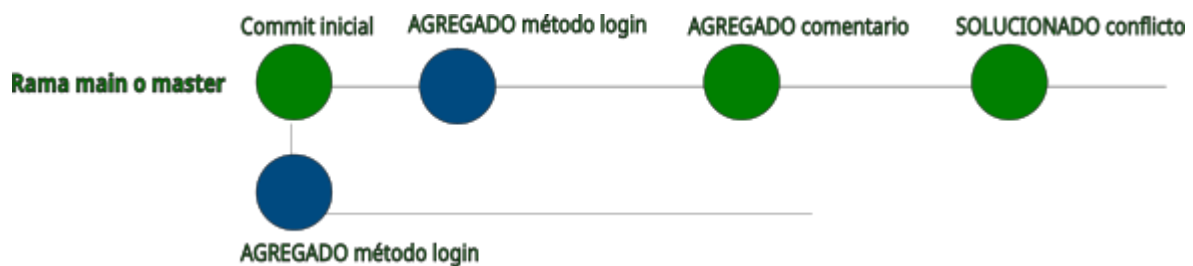 Commit inicial
AGREGADO método login
AGREGADO comentario
SOLUCIONADO conflicto
Rama main o master
AGREGADO método login